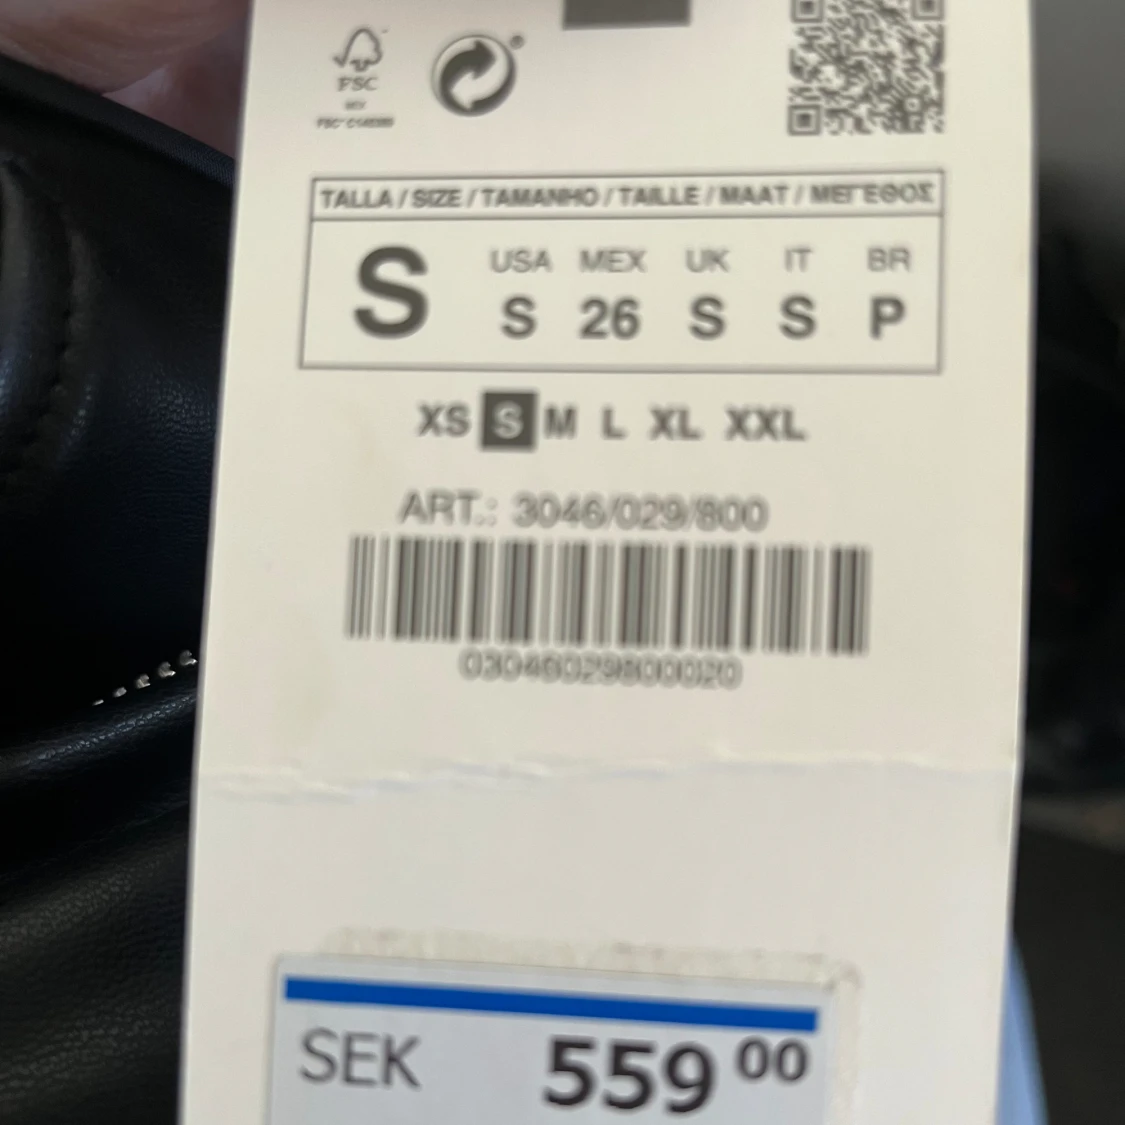 FSC
TALLA / SIZE / TAMANHO / TAILLE / MAAT / ΜΕΓΕΘΟΣ
S
USA MEX UK IT BR
S 26 S S P
XS S M L XL XXL
ART.: 3046/029/800
03046029800020
SEK 559 00